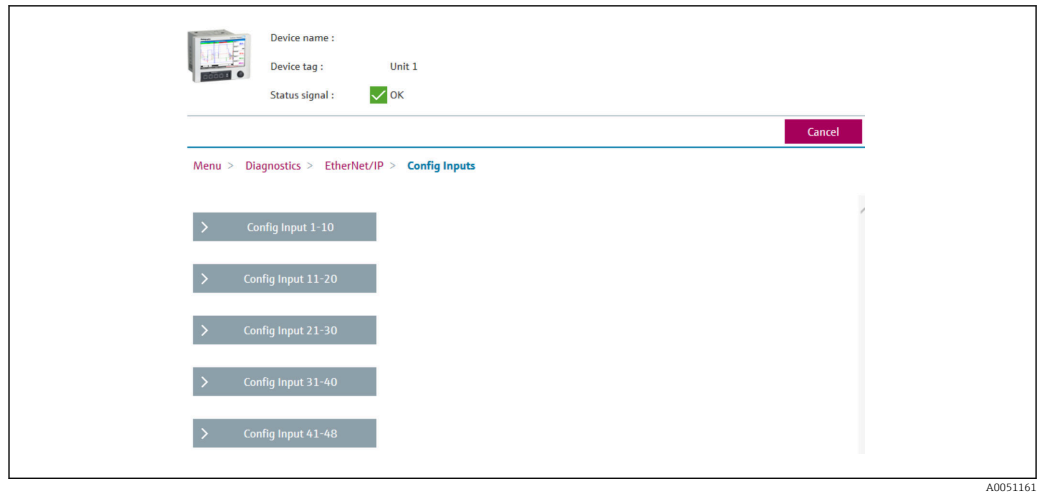 Device name :
Device tag : Unit 1
Status signal : OK
Cancel
Menu > Diagnostics > EtherNet/IP > Config Inputs
> Config Input 1-10
> Config Input 11-20
> Config Input 21-30
> Config Input 31-40
> Config Input 41-48
A0051161